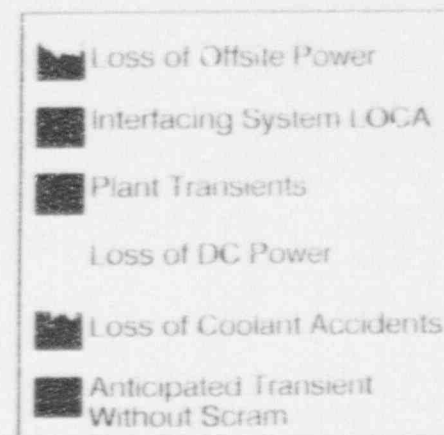 Loss of Offsite Power
Interfacing System LOCA
Plant Transients
Loss of DC Power
Loss of Coolant Accidents
Anticipated Transient
Without Scram